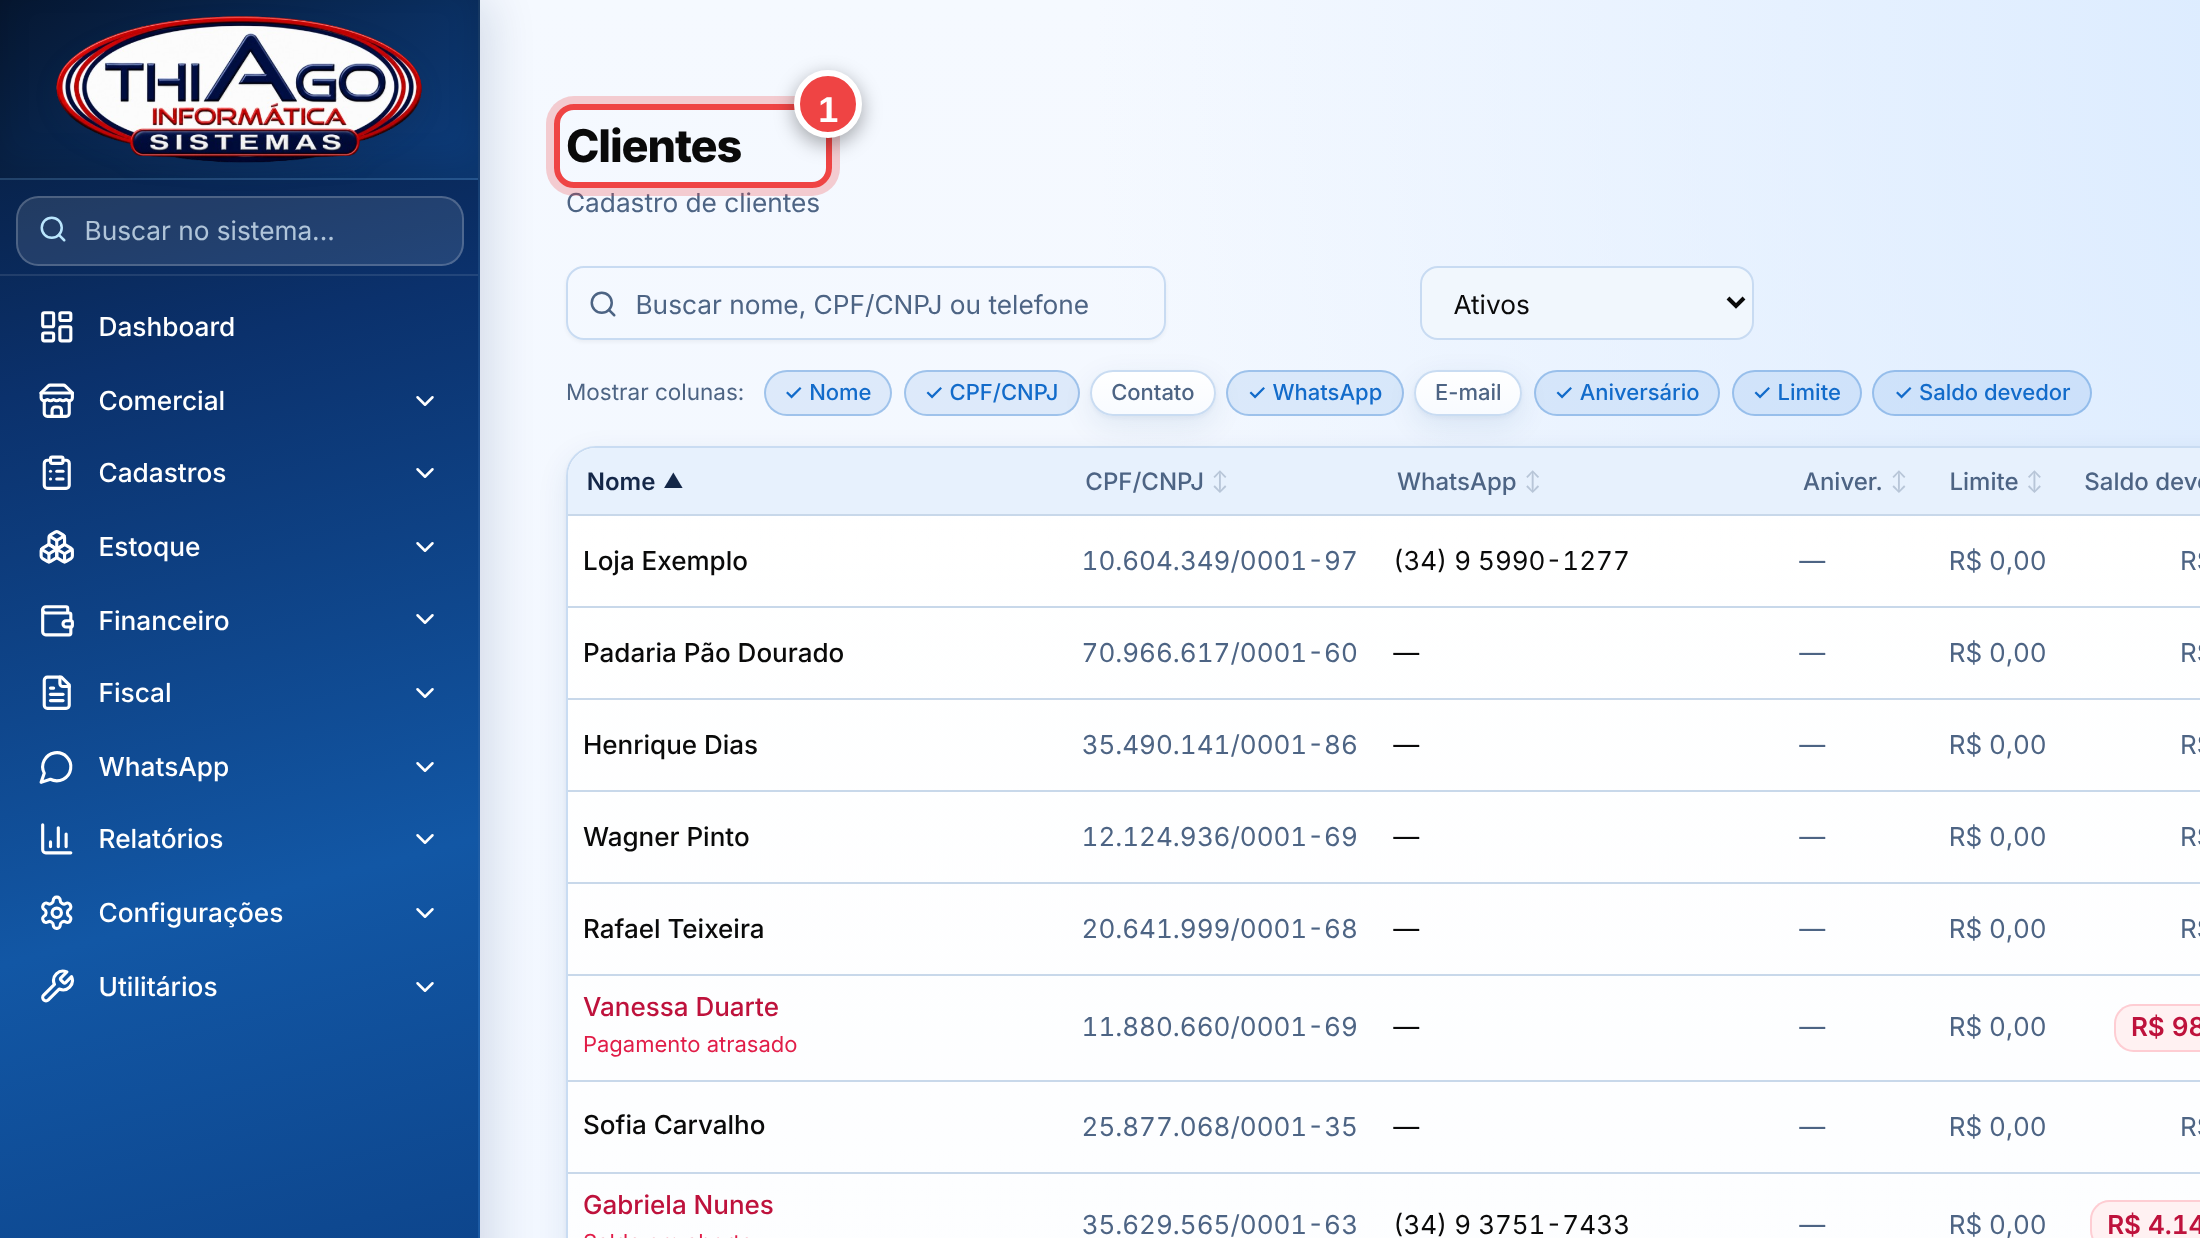 THIAGO
INFORMÁTICA
SISTEMAS
Buscar no sistema...
Dashboard
Comercial
Cadastros
Estoque
Financeiro
Fiscal
WhatsApp
Relatórios
Configurações
Utilitários
1
Clientes
Cadastro de clientes
Buscar nome, CPF/CNPJ ou telefone
Ativos
Mostrar colunas: Nome CPF/CNPJ Contato WhatsApp E-mail Aniversário Limite Saldo devedor
Nome CPF/CNPJ WhatsApp Aniver. Limite Saldo
Loja Exemplo 10.604.349/0001-97 (34) 9 5990-1277 — R$ 0,00
Padaria Pão Dourado 70.966.617/0001-60 — — R$ 0,00
Henrique Dias 35.490.141/0001-86 — — R$ 0,00
Wagner Pinto 12.124.936/0001-69 — — R$ 0,00
Rafael Teixeira 20.641.999/0001-68 — — R$ 0,00
Vanessa Duarte 11.880.660/0001-69 — — R$ 0,00 R$ 98
Pagamento atrasado
Sofia Carvalho 25.877.068/0001-35 — — R$ 0,00
Gabriela Nunes 35.629.565/0001-63 (34) 9 3751-7433 — R$ 0,00 R$ 4.14